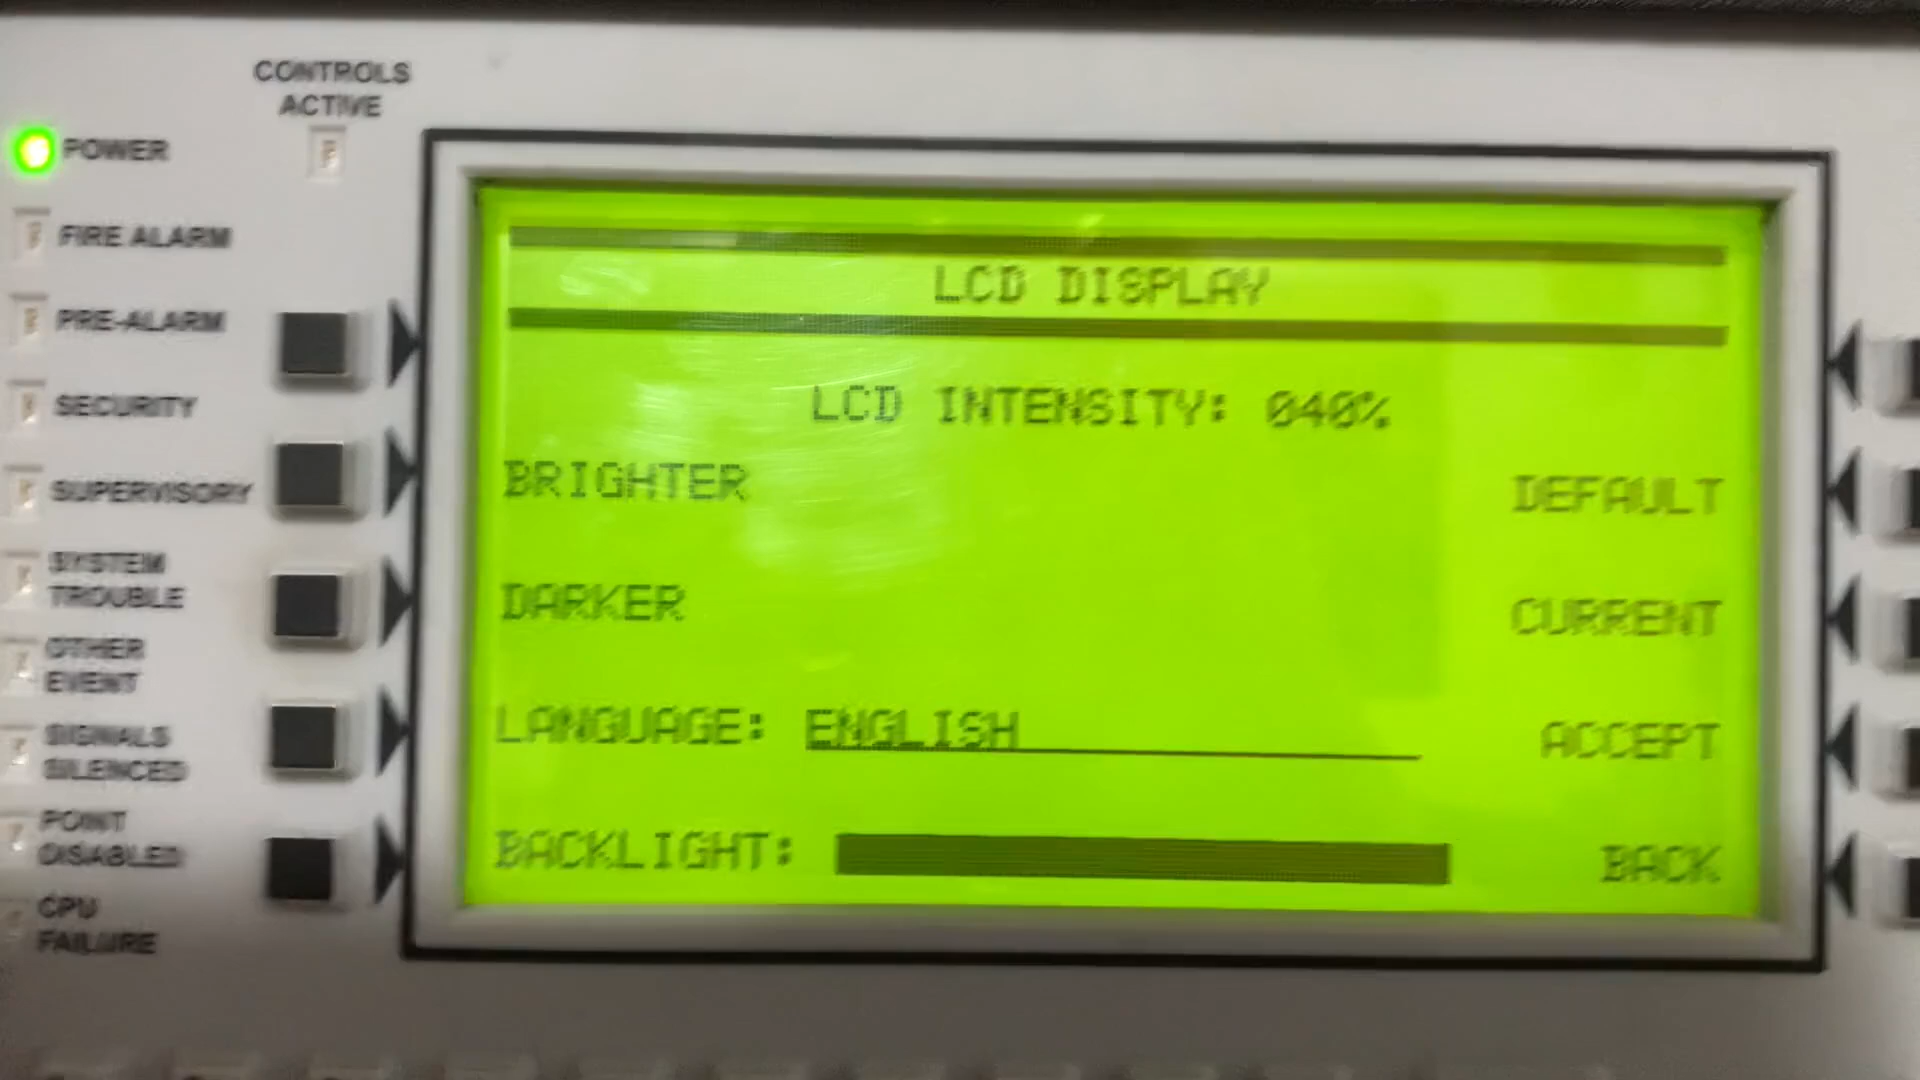 CONTROLS
ACTIVE
POWER
FIRE ALARM
PRE-ALARM
SECURITY
SUPERVISORY
SYSTEM
TROUBLE
OTHER
EVENT
SIGNALS
SILENCED
POINT
DISABLED
CPU
FAILURE
LCD DISPLAY
LCD INTENSITY: 040%
BRIGHTER
DEFAULT
DARKER
CURRENT
LANGUAGE: ENGLISH
ACCEPT
BACKLIGHT:
BACK